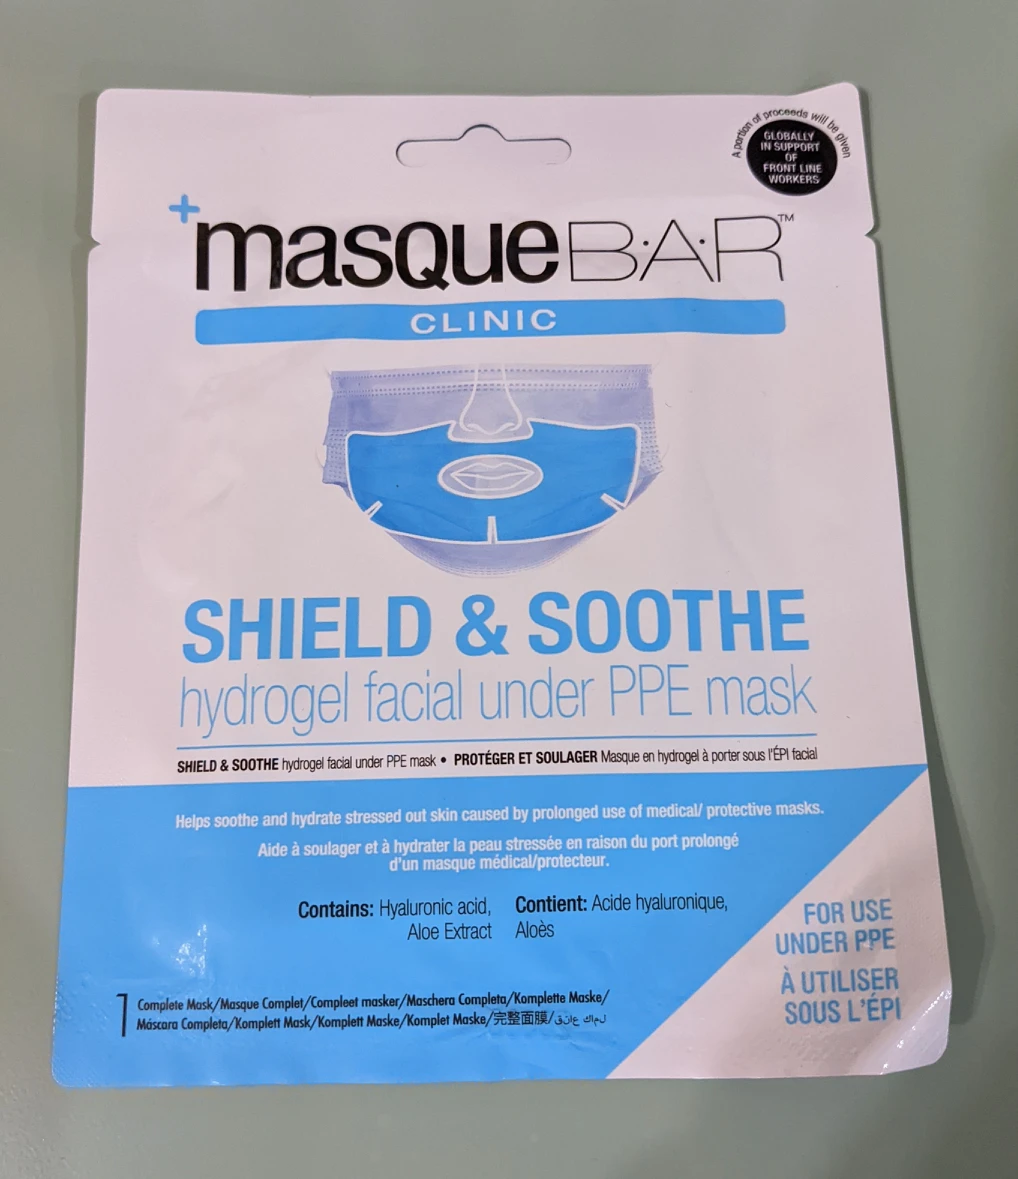 A portion of proceeds will be given
GLOBALLY
IN SUPPORT
OF
FRONT LINE
WORKERS
+masqueB·A·R™
CLINIC
SHIELD & SOOTHE
hydrogel facial under PPE mask
SHIELD & SOOTHE hydrogel facial under PPE mask • PROTÉGER ET SOULAGER Masque en hydrogel à porter sous l'ÉPI facial
Helps soothe and hydrate stressed out skin caused by prolonged use of medical/ protective masks.
Aide à soulager et à hydrater la peau stressée en raison du port prolongé
d'un masque médical/protecteur.
Contains: Hyaluronic acid,
Aloe Extract
Contient: Acide hyaluronique,
Aloès
FOR USE
UNDER PPE
À UTILISER
SOUS L'ÉPI
1 Complete Mask/Masque Complet/Compleet masker/Maschera Completa/Komplette Maske/
Máscara Completa/Komplett Mask/Komplett Maske/Komplet Maske/完整面膜/